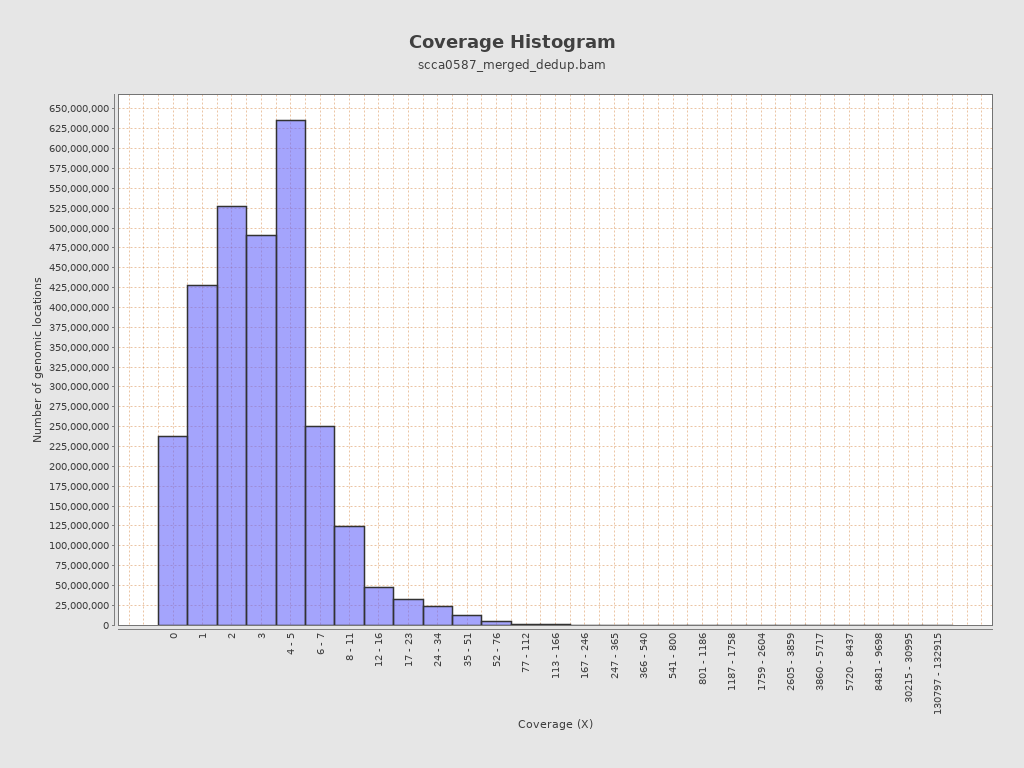 Coverage Histogram
scca0587_merged_dedup.bam
650,000,000
625,000,000
600,000,000
575,000,000
550,000,000
525,000,000
500,000,000
475,000,000
450,000,000
425,000,000
400,000,000
375,000,000
350,000,000
325,000,000
300,000,000
275,000,000
250,000,000
225,000,000
200,000,000
175,000,000
150,000,000
125,000,000
100,000,000
75,000,000
50,000,000
25,000,000
0
Number of genomic locations
0
1
2
3
4 - 5
6 - 7
8 - 11
12 - 16
17 - 23
24 - 34
35 - 51
52 - 76
77 - 112
113 - 166
167 - 246
247 - 365
366 - 540
541 - 800
801 - 1186
1187 - 1758
1759 - 2604
2605 - 3859
3860 - 5717
5720 - 8437
8481 - 9698
30215 - 30995
130797 - 132915
Coverage (X)